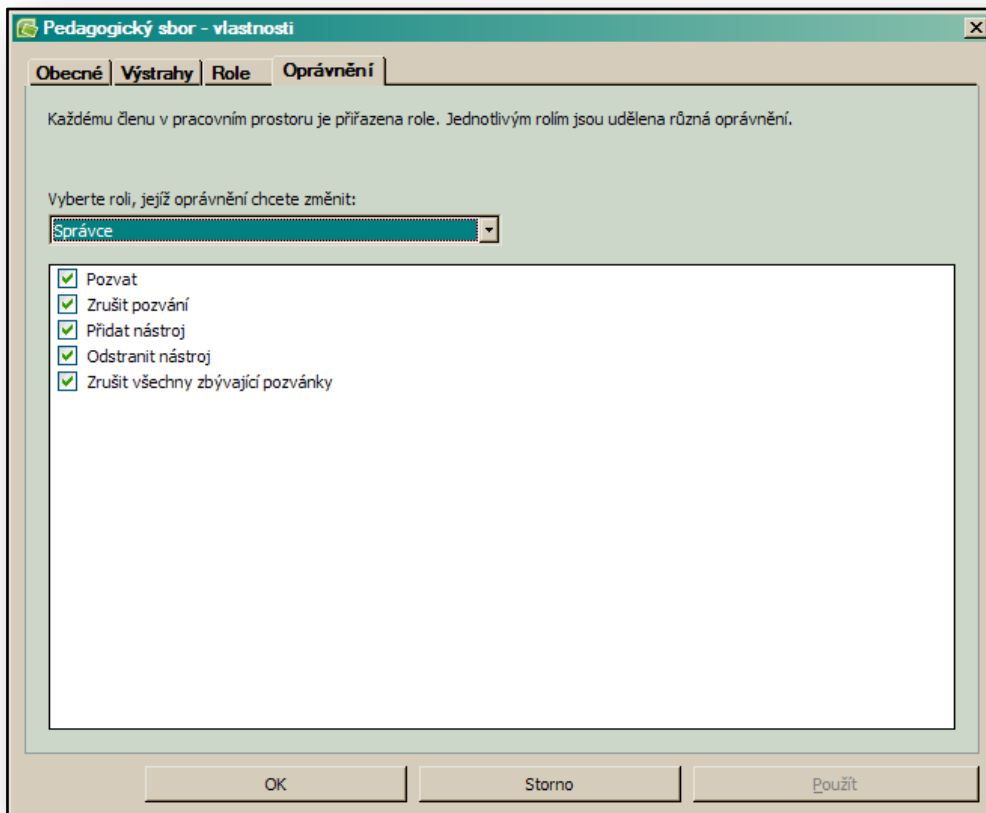 Pedagogický sbor - vlastnosti
Obecné Výstrahy Role Oprávnění
Každému členu v pracovním prostoru je přiřazena role. Jednotlivým rolím jsou udělena různá oprávnění.
Vyberte roli, jejíž oprávnění chcete změnit:
Správce
Pozvat
Zrušit pozvání
Přidat nástroj
Odstranit nástroj
Zrušit všechny zbývající pozvánky
OK Storno Použít